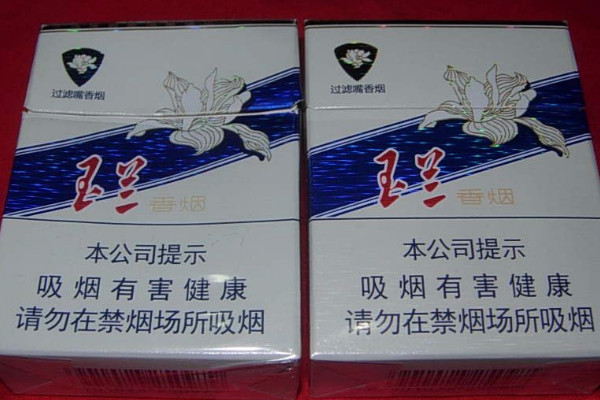 过滤嘴香烟
玉兰 香烟
本公司提示
吸烟有害健康
请勿在禁烟场所吸烟
过滤嘴香烟
玉兰 香烟
本公司提示
吸烟有害健康
请勿在禁烟场所吸烟